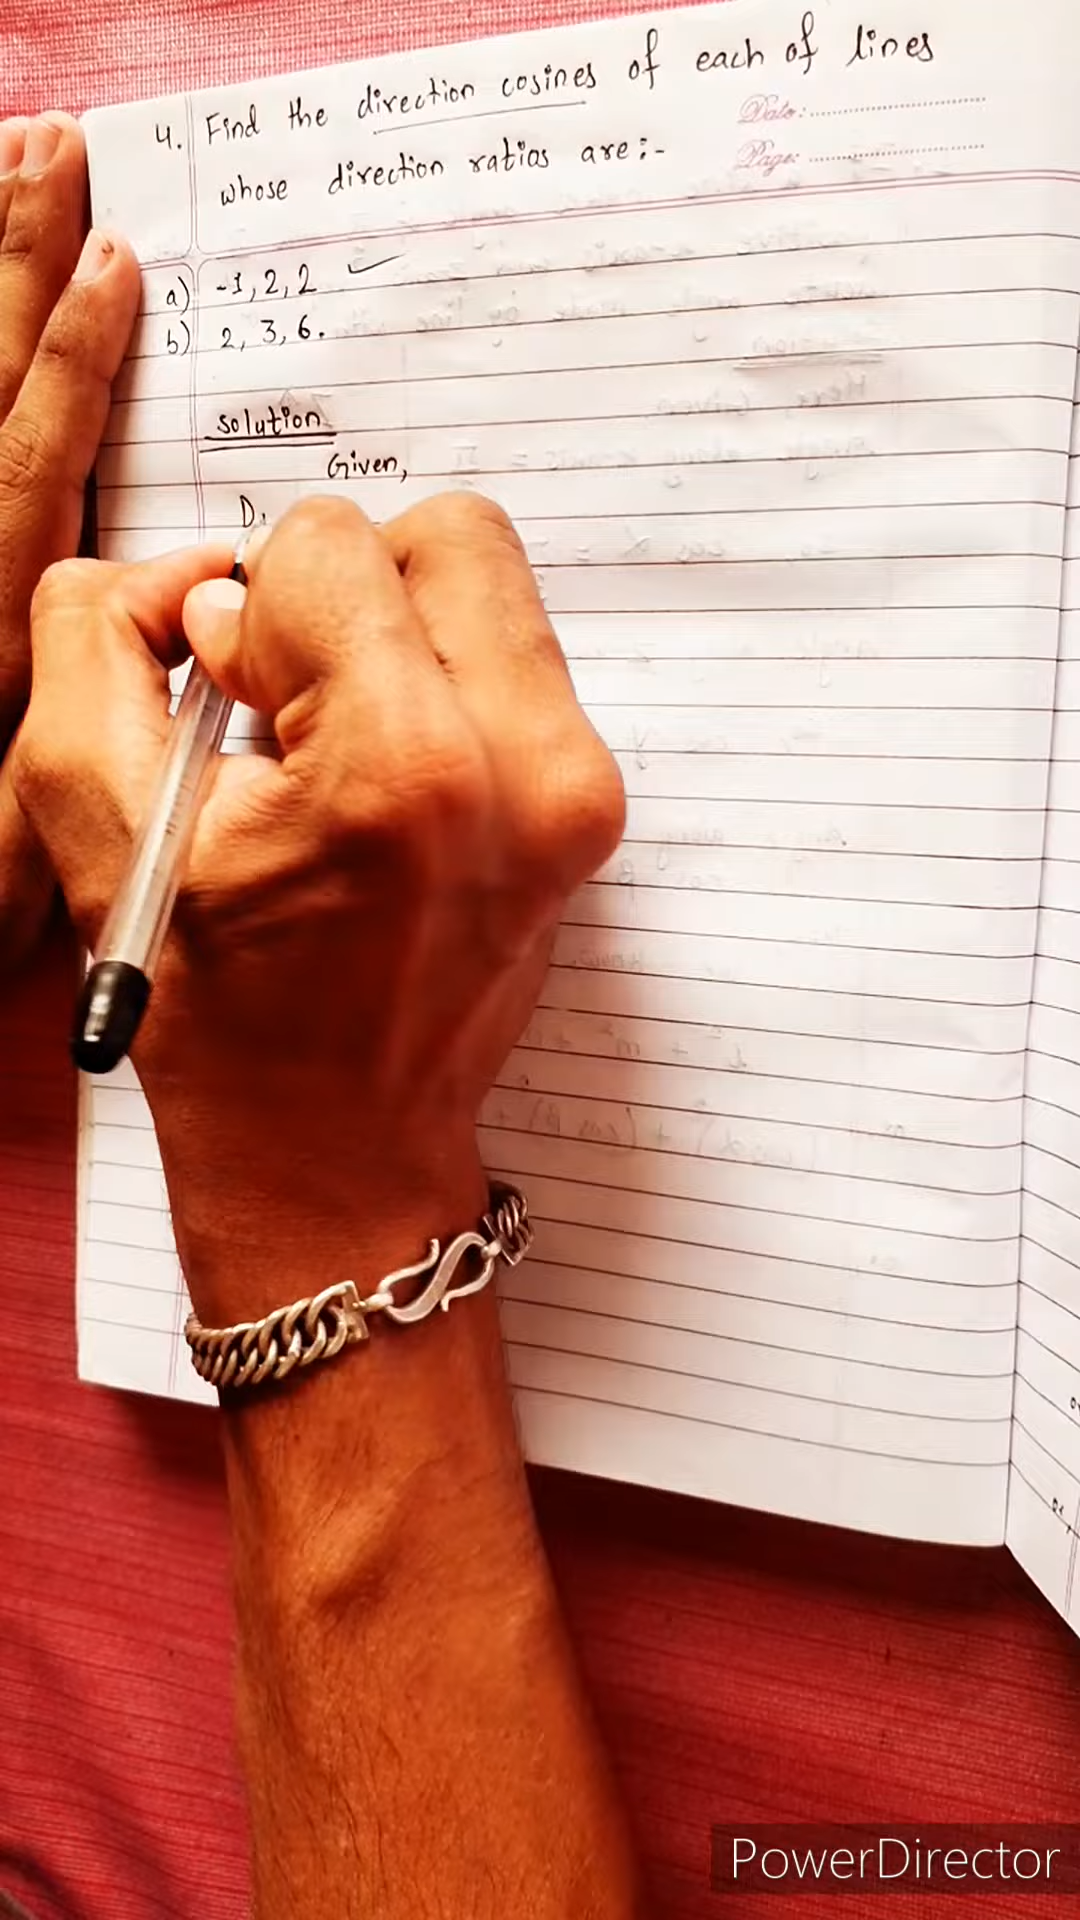 4. Find the direction cosines of each of lines
whose direction ratios are:-
Date:
Page:
a) -1, 2, 2
b) 2, 3, 6.
Solution
Given,
D.
PowerDirector